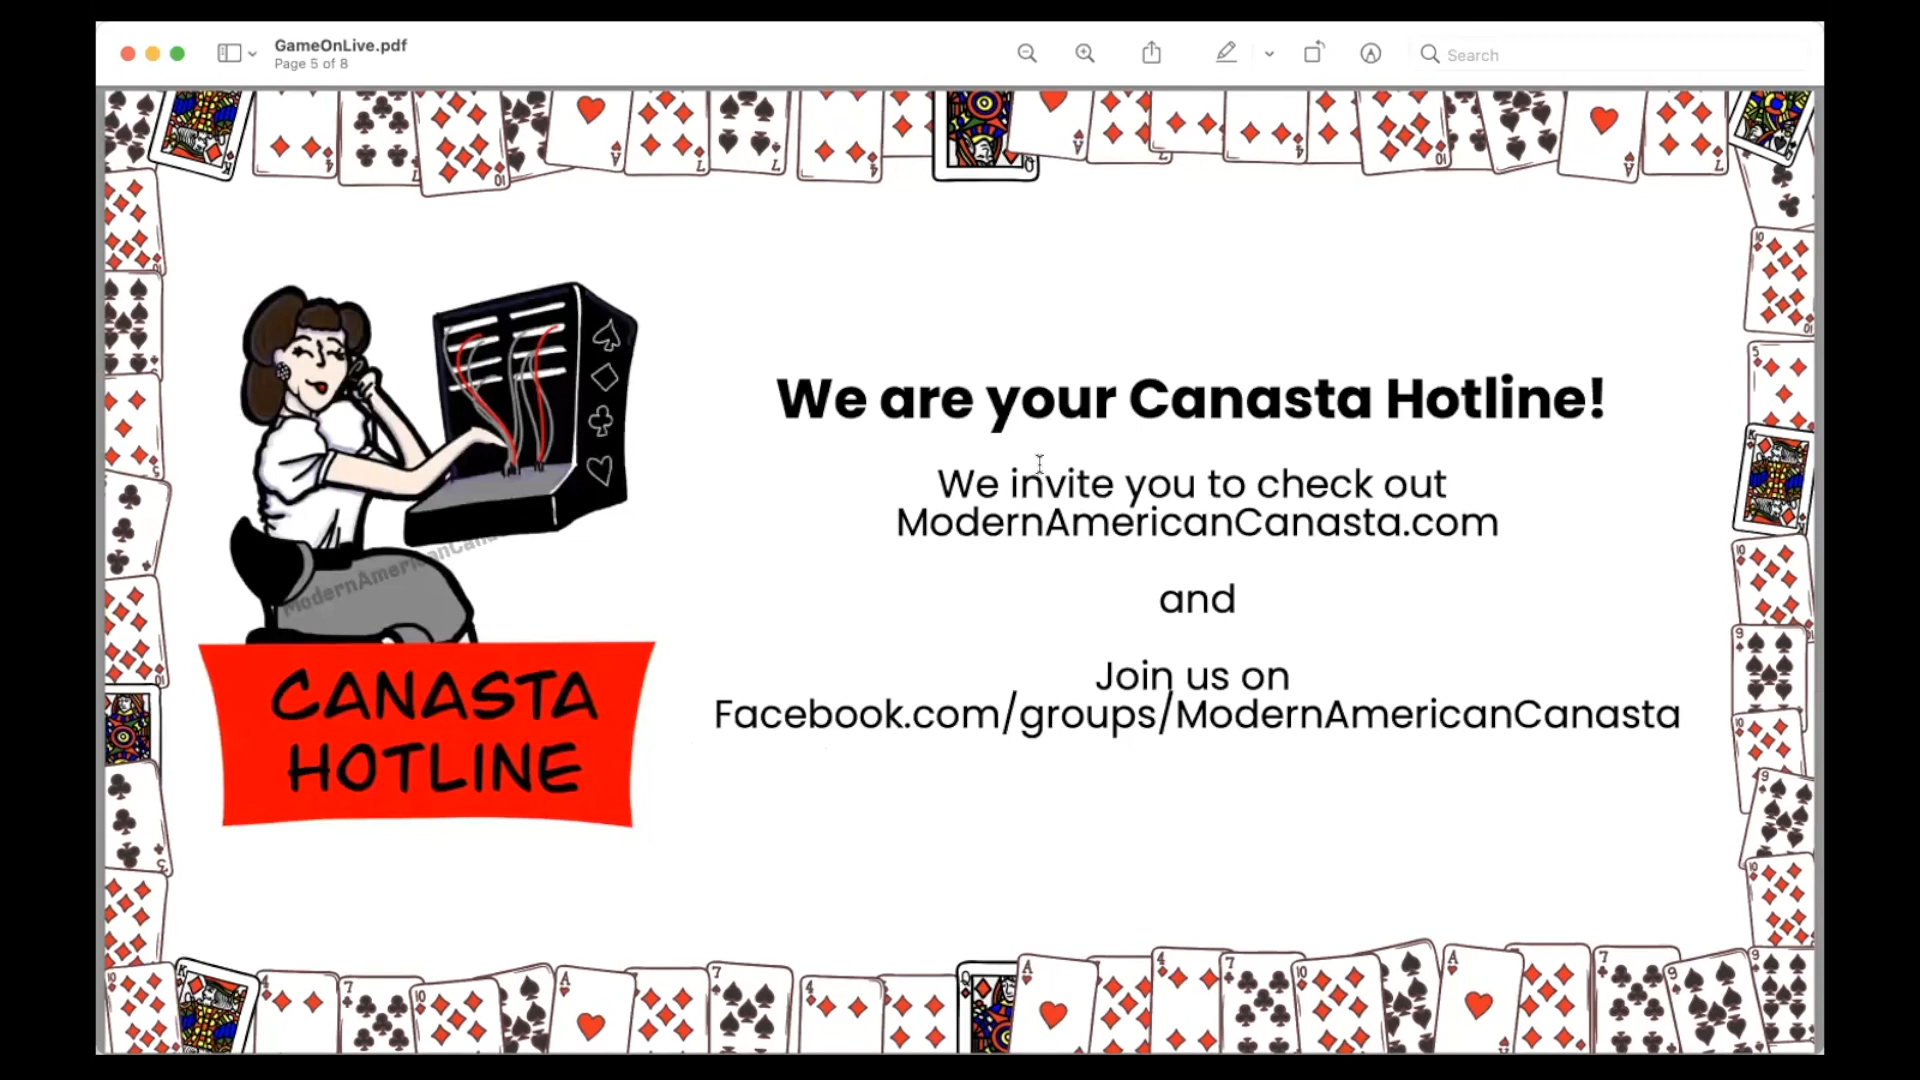 GameOnLive.pdf
Page 5 of 8
Search
We are your Canasta Hotline!
We invite you to check out
ModernAmericanCanasta.com
and
Join us on
Facebook.com/groups/ModernAmericanCanasta
ModernAmericanCana
CANASTA
HOTLINE